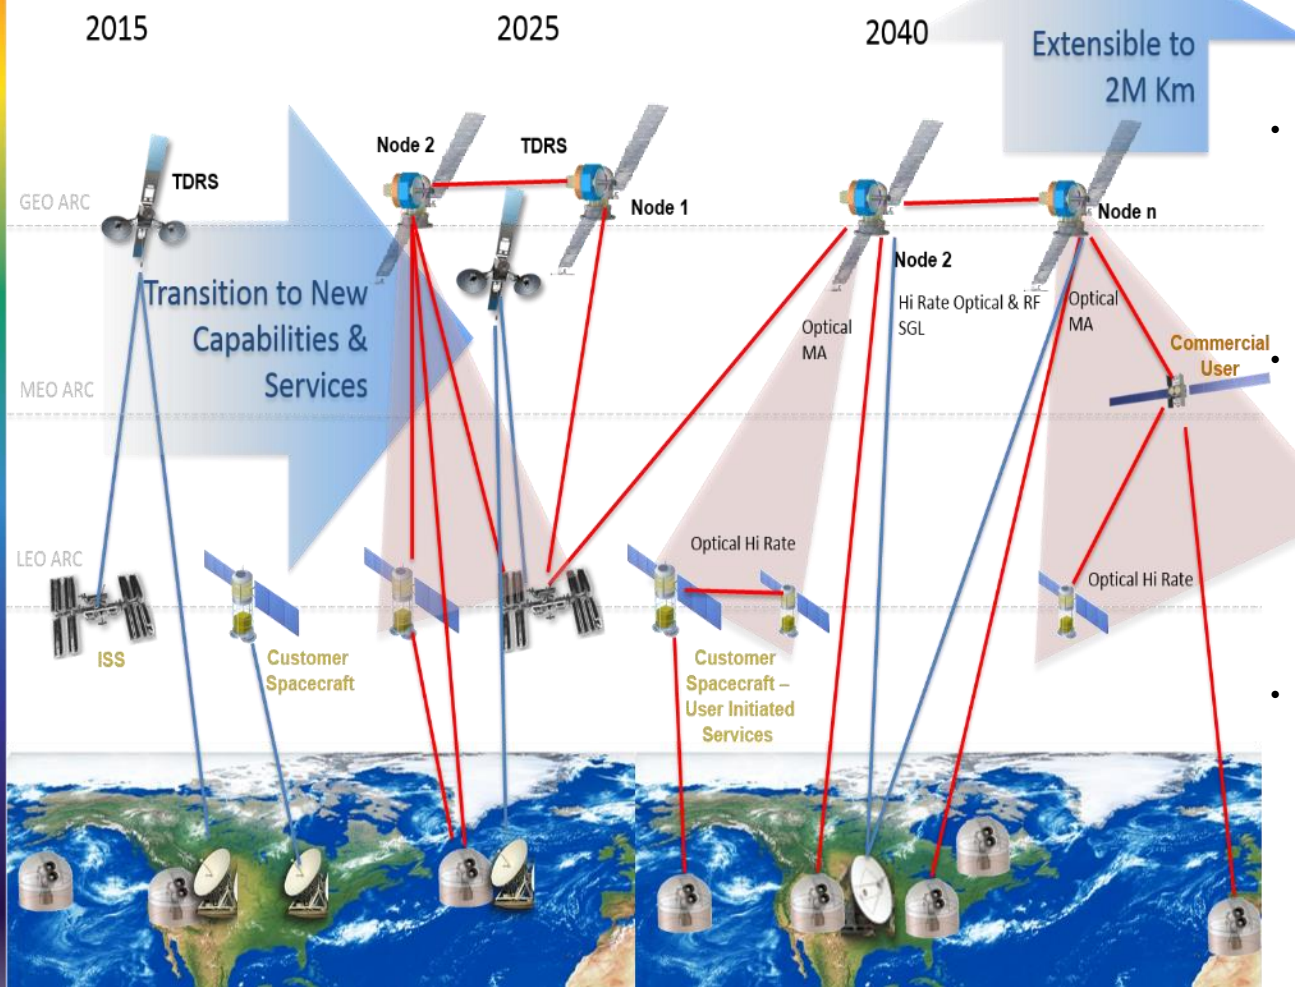 2015
2025
2040
Extensible to
2M Km
TDRS
Node 2
TDRS
Node 1
Node n
GEO ARC
Node 2
Transition to New
Capabilities &
Services
Hi Rate Optical & RF
SGL
Optical
MA
Optical
MA
Commercial
User
MEO ARC
LEO ARC
Optical Hi Rate
Optical Hi Rate
ISS
Customer
Spacecraft
Customer
Spacecraft –
User Initiated
Services